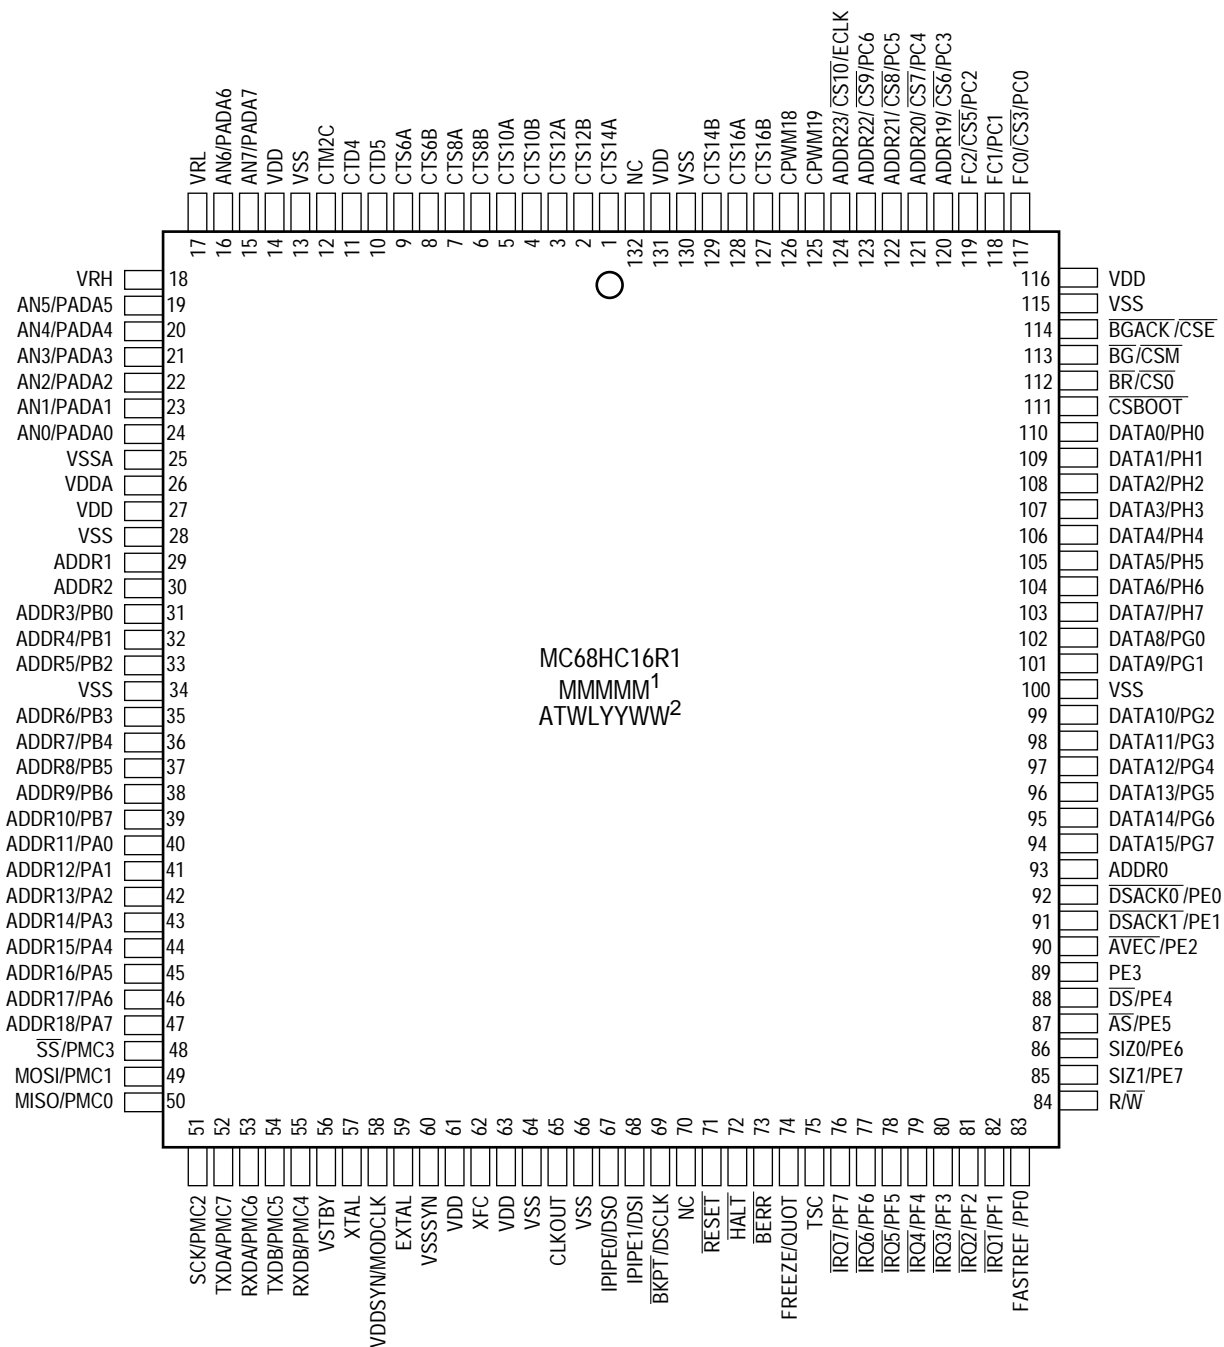 VRL
AN6/PADA6
AN7/PADA7
VDD
VSS
CTM2C
CTD4
CTD5
CTS6A
CTS6B
CTS8A
CTS8B
CTS10A
CTS10B
CTS12A
CTS12B
CTS14A
NC
VDD
VSS
CTS14B
CTS16A
CTS16B
CPWM18
CPWM19
ADDR23/CS10/ECLK
ADDR22/CS9/PC6
ADDR21/CS8/PC5
ADDR20/CS7/PC4
ADDR19/CS6/PC3
FC2/CS5/PC2
FC1/PC1
FC0/CS3/PC0
17 16 15 14 13 12 11 10 9 8 7 6 5 4 3 2 1 132 131 130 129 128 127 126 125 124 123 122 121 120 119 118 117
VRH 18
AN5/PADA5 19
AN4/PADA4 20
AN3/PADA3 21
AN2/PADA2 22
AN1/PADA1 23
AN0/PADA0 24
VSSA 25
VDDA 26
VDD 27
VSS 28
ADDR1 29
ADDR2 30
ADDR3/PB0 31
ADDR4/PB1 32
ADDR5/PB2 33
VSS 34
ADDR6/PB3 35
ADDR7/PB4 36
ADDR8/PB5 37
ADDR9/PB6 38
ADDR10/PB7 39
ADDR11/PA0 40
ADDR12/PA1 41
ADDR13/PA2 42
ADDR14/PA3 43
ADDR15/PA4 44
ADDR16/PA5 45
ADDR17/PA6 46
ADDR18/PA7 47
SS/PMC3 48
MOSI/PMC1 49
MISO/PMC0 50
MC68HC16R1
MMMMM1
ATWLYYWW2
116 VDD
115 VSS
114 BGACK/CSE
113 BG/CSM
112 BR/CS0
111 CSBOOT
110 DATA0/PH0
109 DATA1/PH1
108 DATA2/PH2
107 DATA3/PH3
106 DATA4/PH4
105 DATA5/PH5
104 DATA6/PH6
103 DATA7/PH7
102 DATA8/PG0
101 DATA9/PG1
100 VSS
99 DATA10/PG2
98 DATA11/PG3
97 DATA12/PG4
96 DATA13/PG5
95 DATA14/PG6
94 DATA15/PG7
93 ADDR0
92 DSACK0/PE0
91 DSACK1/PE1
90 AVEC/PE2
89 PE3
88 DS/PE4
87 AS/PE5
86 SIZ0/PE6
85 SIZ1/PE7
84 R/W
51 52 53 54 55 56 57 58 59 60 61 62 63 64 65 66 67 68 69 70 71 72 73 74 75 76 77 78 79 80 81 82 83
SCK/PMC2
TXDA/PMC7
RXDA/PMC6
TXDB/PMC5
RXDB/PMC4
VSTBY
XTAL
VDDSYN/MODCLK
EXTAL
VSSSYN
VDD
XFC
VDD
VSS
CLKOUT
VSS
IPIPE0/DSO
IPIPE1/DSI
BKPT/DSCLK
NC
RESET
HALT
BERR
FREEZE/QUOT
TSC
IRQ7/PF7
IRQ6/PF6
IRQ5/PF5
IRQ4/PF4
IRQ3/PF3
IRQ2/PF2
IRQ1/PF1
FASTREF/PF0